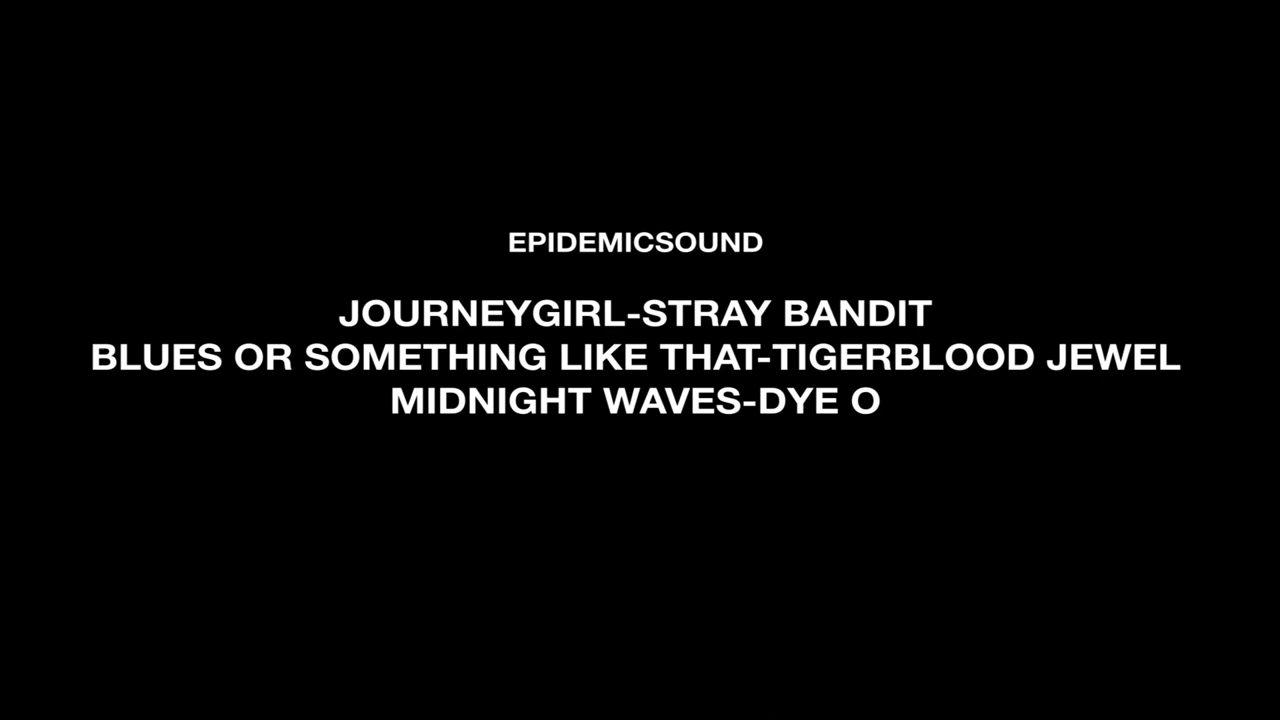 EPIDEMICSOUND
JOURNEYGIRL-STRAY BANDIT
BLUES OR SOMETHING LIKE THAT-TIGERBLOOD JEWEL
MIDNIGHT WAVES-DYE O